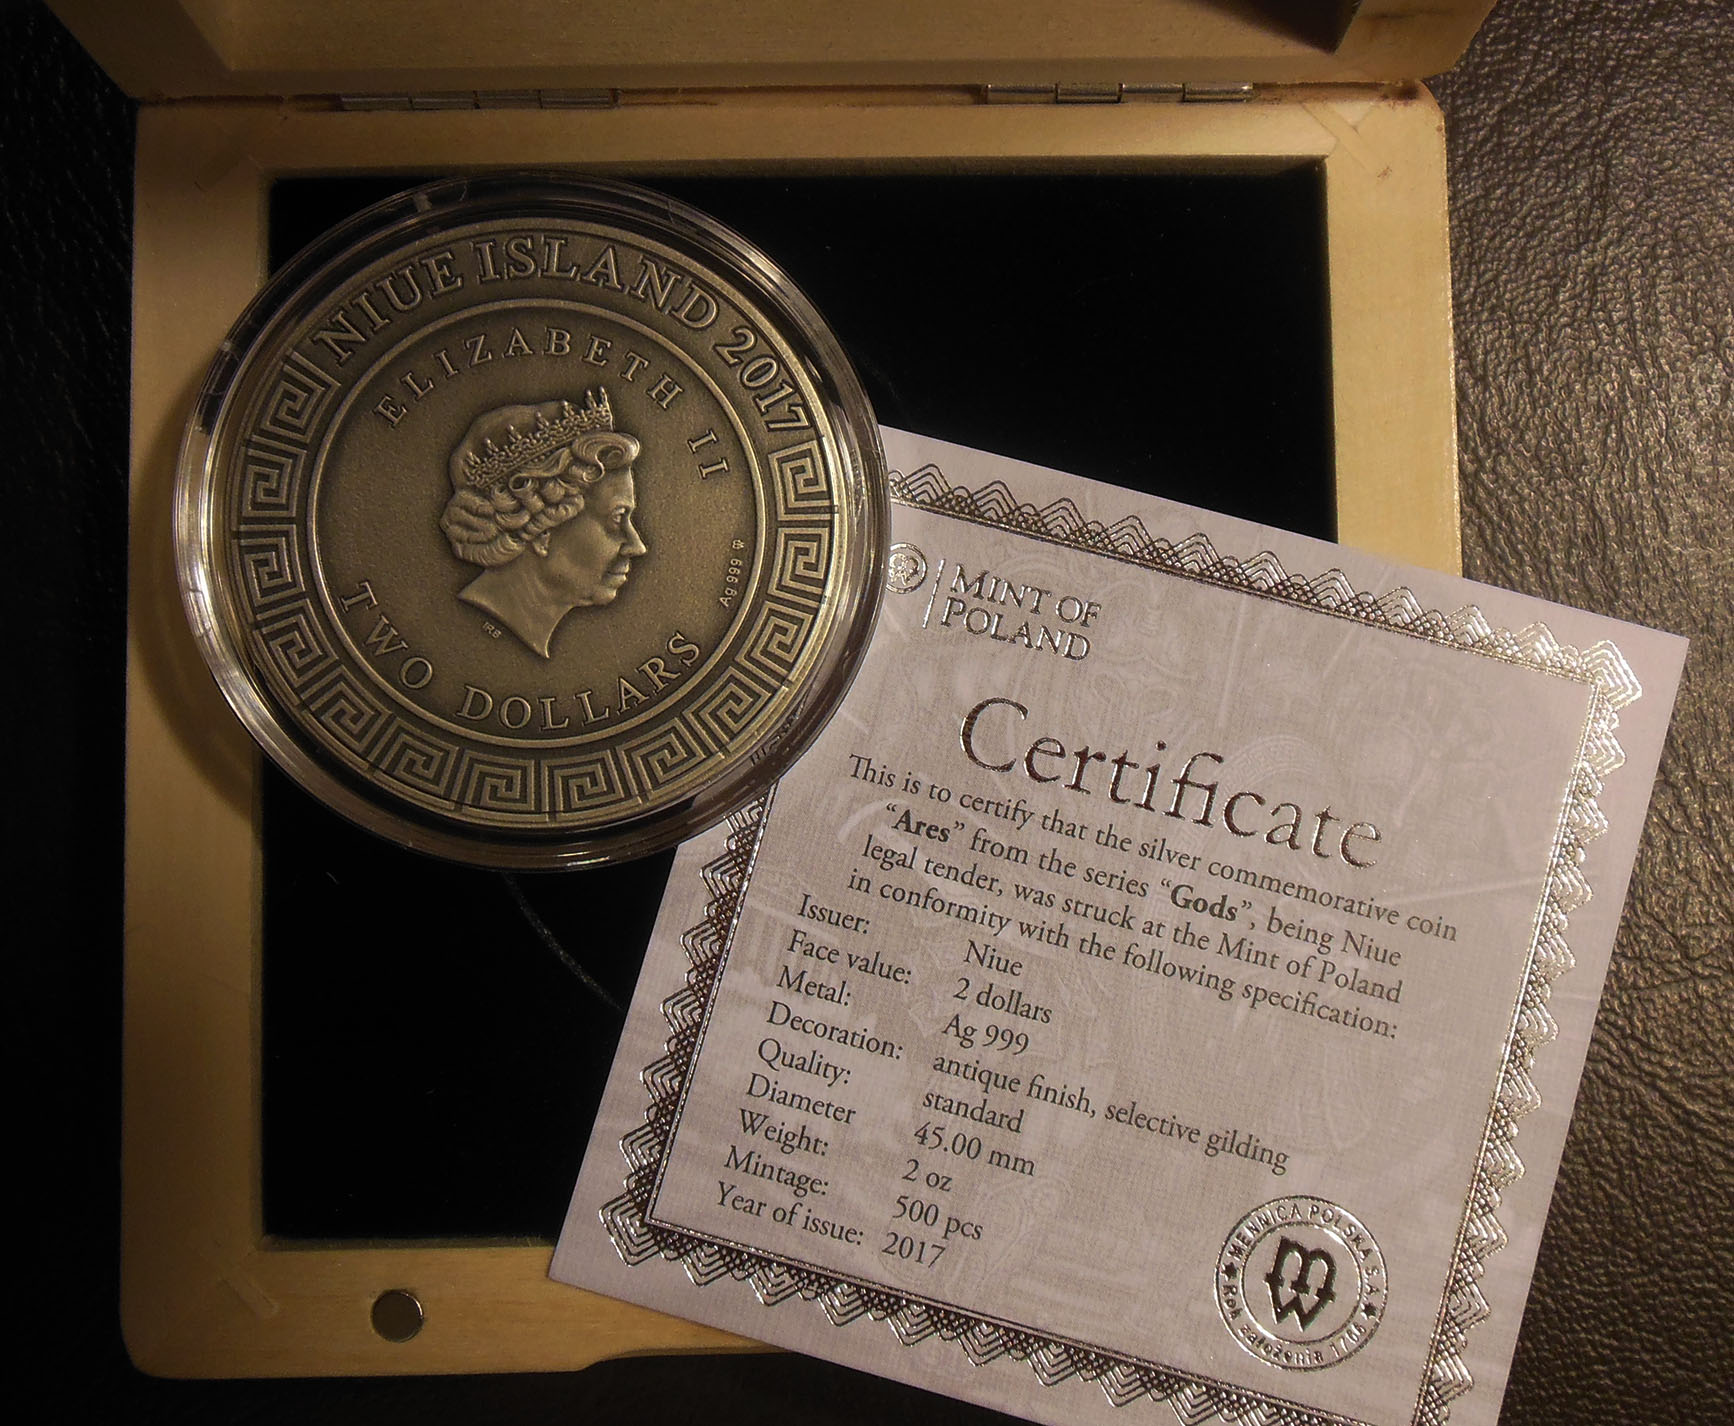 NIUE ISLAND 2017
ELIZABETH II
Ag 999
IRB
TWO DOLLARS
MINT OF
POLAND
Certificate
This is to certify that the silver commemorative coin
“Ares” from the series “Gods”, being Niue
legal tender, was struck at the Mint of Poland
in conformity with the following specification:
Issuer: Niue
Face value: 2 dollars
Metal: Ag 999
Decoration: antique finish, selective gilding
Quality: standard
Diameter 45.00 mm
Weight: 2 oz
Mintage: 500 pcs
Year of issue: 2017
MENNICA POLSKA S.A.
Rok założenia 1766